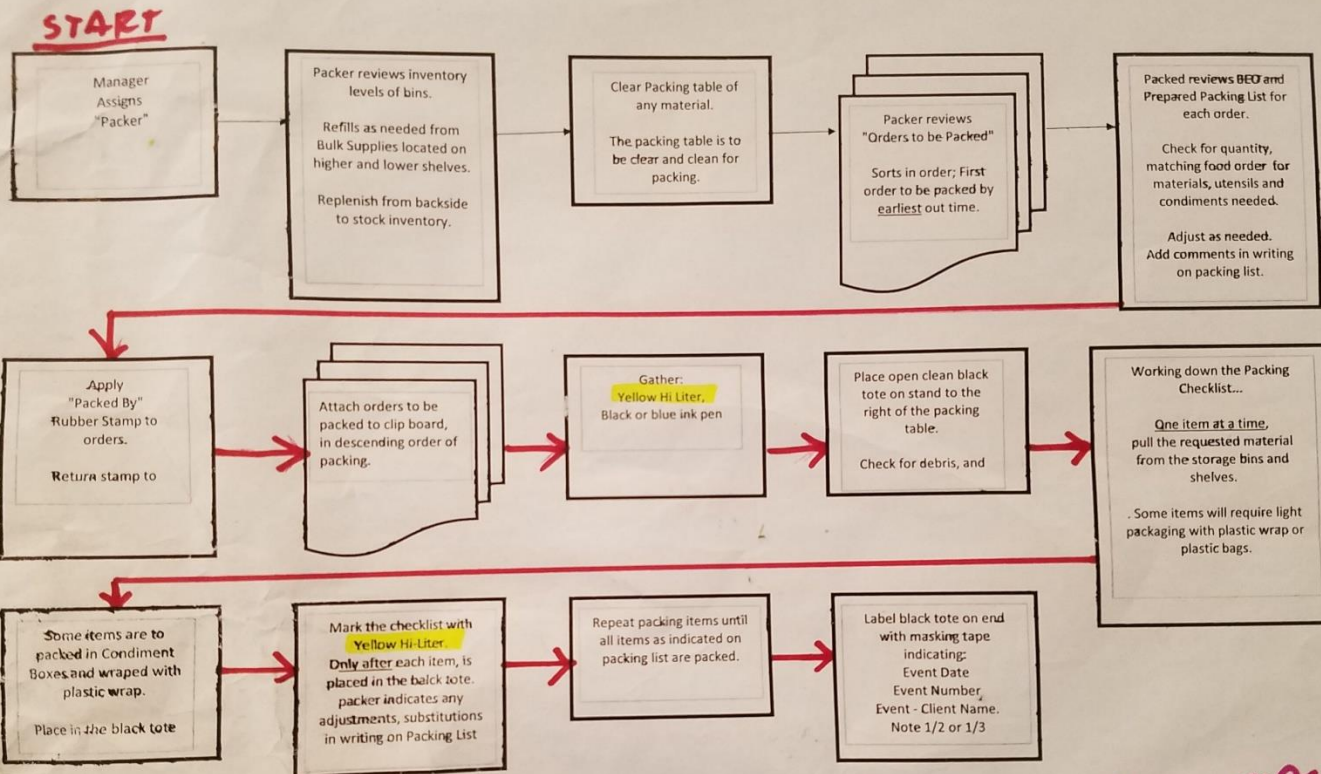 START
Manager
Assigns
"Packer"
Packer reviews inventory
levels of bins.
Refills as needed from
Bulk Supplies located on
higher and lower shelves.
Replenish from backside
to stock inventory.
Clear Packing table of
any material.
The packing table is to
be clear and clean for
packing.
Packer reviews
"Orders to be Packed"
Sorts in order; First
order to be packed by
earliest out time.
Packed reviews BEO and
Prepared Packing List for
each order.
Check for quantity,
matching food order for
materials, utensils and
condiments needed.
Adjust as needed.
Add comments in writing
on packing list.
Apply
"Packed By"
Rubber Stamp to
orders.
Return stamp to
Attach orders to be
packed to clip board,
in descending order of
packing.
Gather:
Yellow Hi Liter,
Black or blue ink pen
Place open clean black
tote on stand to the
right of the packing
table.
Check for debris, and
Working down the Packing
Checklist...
One item at a time,
pull the requested material
from the storage bins and
shelves.
. Some items will require light
packaging with plastic wrap or
plastic bags.
Some items are to
packed in Condiment
Boxes and wraped with
plastic wrap.
Place in the black tote
Mark the checklist with
Yellow Hi-Liter.
Only after each item, is
placed in the balck tote.
packer indicates any
adjustments, substitutions
in writing on Packing List
Repeat packing items until
all items as indicated on
packing list are packed.
Label black tote on end
with masking tape
indicating:
Event Date
Event Number
Event - Client Name.
Note 1/2 or 1/3